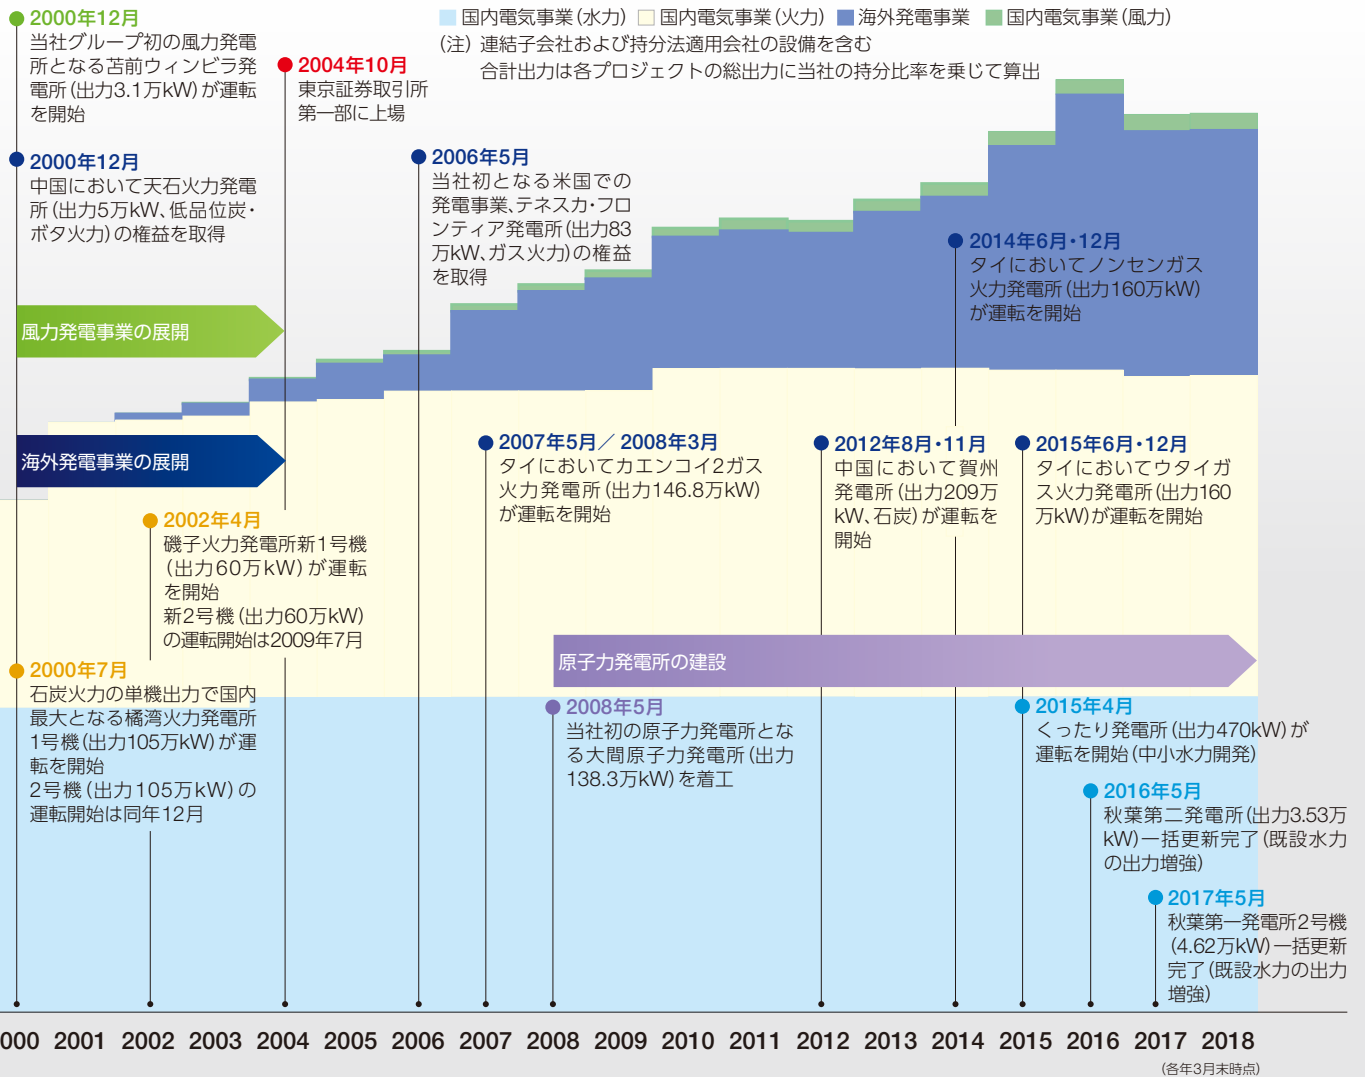 国内電気事業(水力) 国内電気事業(火力) 海外発電事業 国内電気事業(風力)
(注) 連結子会社および持分法適用会社の設備を含む
合計出力は各プロジェクトの総出力に当社の持分比率を乗じて算出
2000年12月
当社グループ初の風力発電
所となる苫前ウィンビラ発
電所(出力3.1万kW)が運転
を開始
2000年12月
中国において天石火力発電
所(出力5万kW、低品位炭・
ボタ火力)の権益を取得
2004年10月
東京証券取引所
第一部に上場
2006年5月
当社初となる米国での
発電事業、テネスカ・フロ
ンティア発電所(出力83
万kW、ガス火力)の権益
を取得
2014年6月・12月
タイにおいてノンセンガス
火力発電所(出力160万kW)
が運転を開始
風力発電事業の展開
海外発電事業の展開
2002年4月
磯子火力発電所新1号機
(出力60万kW)が運転
を開始
新2号機(出力60万kW)
の運転開始は2009年7月
2007年5月／2008年3月
タイにおいてカエンコイ2ガス
火力発電所(出力146.8万kW)
が運転を開始
2012年8月・11月
中国において賀州
発電所(出力209万
kW、石炭)が運転を
開始
2015年6月・12月
タイにおいてウタイガ
ス火力発電所(出力160
万kW)が運転を開始
原子力発電所の建設
2000年7月
石炭火力の単機出力で国内
最大となる橘湾火力発電所
1号機(出力105万kW)が運
転を開始
2号機(出力105万kW)の
運転開始は同年12月
2008年5月
当社初の原子力発電所とな
る大間原子力発電所(出力
138.3万kW)を着工
2015年4月
くったり発電所(出力470kW)が
運転を開始(中小水力開発)
2016年5月
秋葉第二発電所(出力3.53万
kW)一括更新完了(既設水力
の出力増強)
2017年5月
秋葉第一発電所2号機
(4.62万kW)一括更新
完了(既設水力の出力
増強)
000 2001 2002 2003 2004 2005 2006 2007 2008 2009 2010 2011 2012 2013 2014 2015 2016 2017 2018
(各年3月末時点)